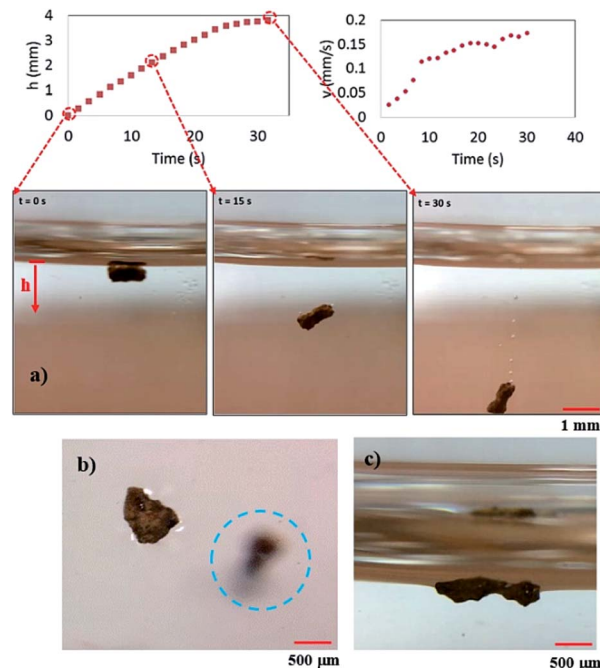 4
3
2
1
0
h (mm)
0
10
20
30
Time (s)
0.2
0.15
0.1
0.05
0
v (mm/s)
0
10
20
30
40
Time (s)
t = 0 s
t = 15 s
t = 30 s
h
a)
1 mm
b)
c)
500 µm
500 µm